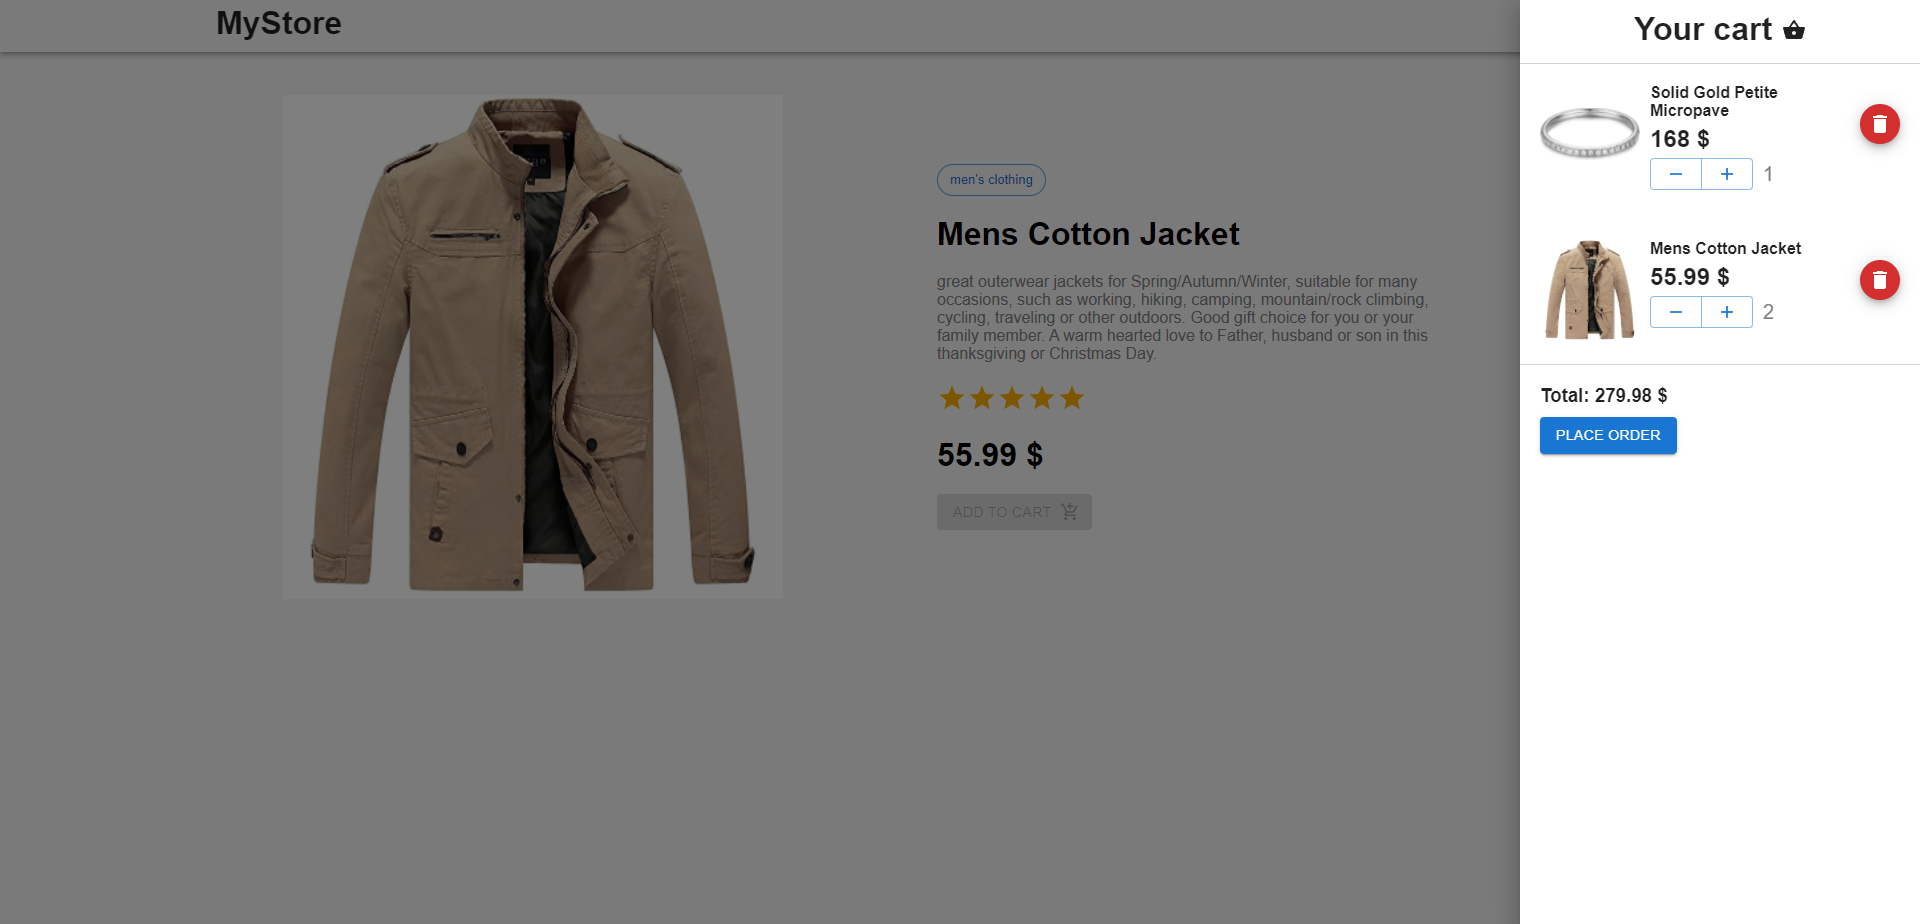 MyStore
men's clothing
Mens Cotton Jacket
great outerwear jackets for Spring/Autumn/Winter, suitable for many
occasions, such as working, hiking, camping, mountain/rock climbing,
cycling, traveling or other outdoors. Good gift choice for you or your
family member. A warm hearted love to Father, husband or son in this
thanksgiving or Christmas Day.
55.99 $
ADD TO CART
Your cart
Solid Gold Petite
Micropave
168 $
1
Mens Cotton Jacket
55.99 $
2
Total: 279.98 $
PLACE ORDER